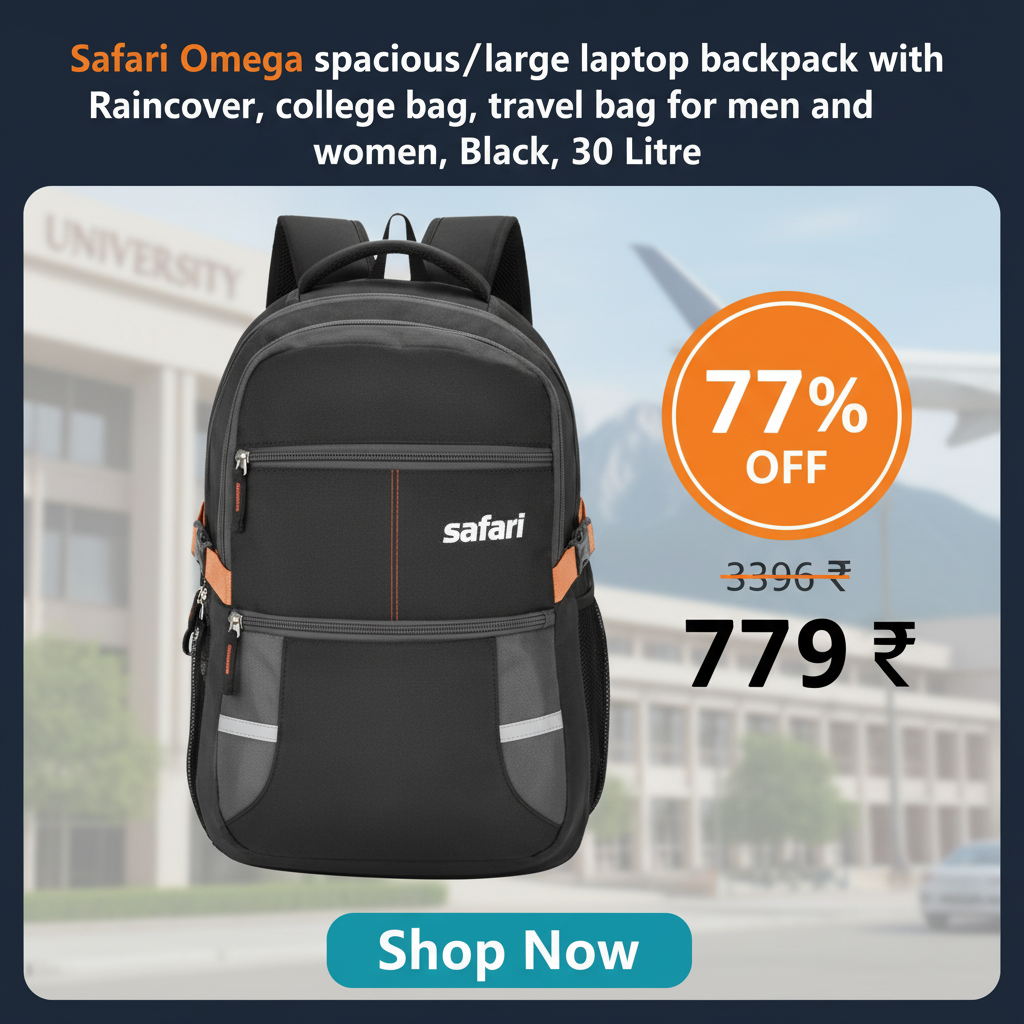 Safari Omega spacious/large laptop backpack with
Raincover, college bag, travel bag for men and
women, Black, 30 Litre
UNIVERSITY
safari
77%
OFF
3396 ₹
779 ₹
Shop Now